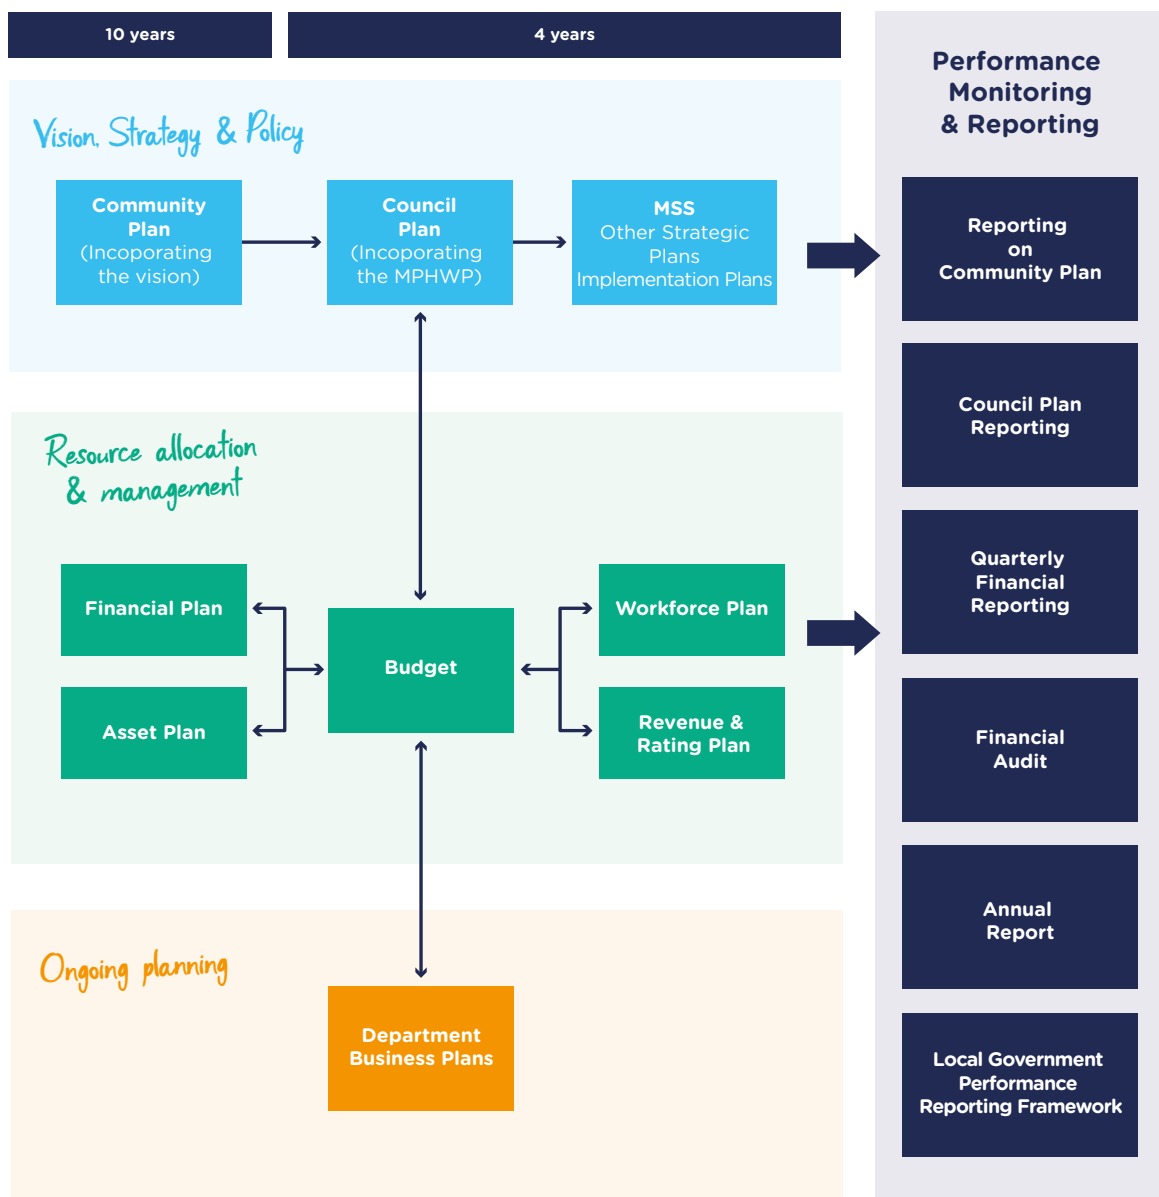 10 years
4 years
Performance
Monitoring
& Reporting
Vision, Strategy & Policy
Community
Plan
(Incorporating
the vision)
Council
Plan
(Incorporating
the MPHWP)
MSS
Other Strategic
Plans
Implementation Plans
Reporting
on
Community Plan
Council Plan
Reporting
Resource allocation
& management
Financial Plan
Asset Plan
Budget
Workforce Plan
Revenue &
Rating Plan
Quarterly
Financial
Reporting
Financial
Audit
Annual
Report
Ongoing planning
Department
Business Plans
Local Government
Performance
Reporting Framework